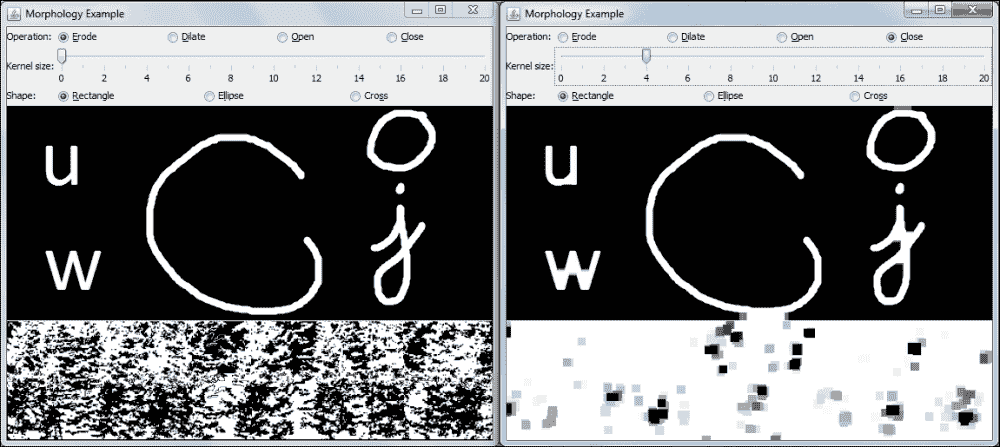 Morphology Example
Operation: Erode Dilate Open Close
Kernel size:
0 2 4 6 8 10 12 14 16 18 20
Shape: Rectangle Ellipse Cross
u
w
j
Morphology Example
Operation: Erode Dilate Open Close
Kernel size:
0 2 4 6 8 10 12 14 16 18 20
Shape: Rectangle Ellipse Cross
u
w
j